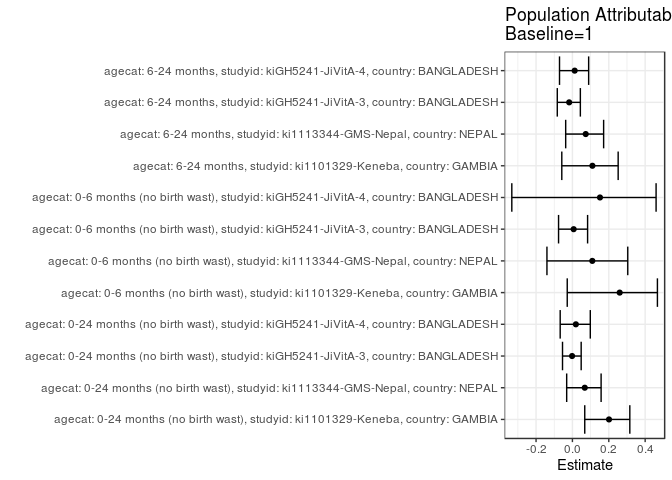 Population Attributab
Baseline=1
agecat: 6-24 months, studyid: kiGH5241-JiVitA-4, country: BANGLADESH
agecat: 6-24 months, studyid: kiGH5241-JiVitA-3, country: BANGLADESH
agecat: 6-24 months, studyid: ki1113344-GMS-Nepal, country: NEPAL
agecat: 6-24 months, studyid: ki1101329-Keneba, country: GAMBIA
agecat: 0-6 months (no birth wast), studyid: kiGH5241-JiVitA-4, country: BANGLADESH
agecat: 0-6 months (no birth wast), studyid: kiGH5241-JiVitA-3, country: BANGLADESH
agecat: 0-6 months (no birth wast), studyid: ki1113344-GMS-Nepal, country: NEPAL
agecat: 0-6 months (no birth wast), studyid: ki1101329-Keneba, country: GAMBIA
agecat: 0-24 months (no birth wast), studyid: kiGH5241-JiVitA-4, country: BANGLADESH
agecat: 0-24 months (no birth wast), studyid: kiGH5241-JiVitA-3, country: BANGLADESH
agecat: 0-24 months (no birth wast), studyid: ki1113344-GMS-Nepal, country: NEPAL
agecat: 0-24 months (no birth wast), studyid: ki1101329-Keneba, country: GAMBIA
-0.2 0.0 0.2 0.4
Estimate